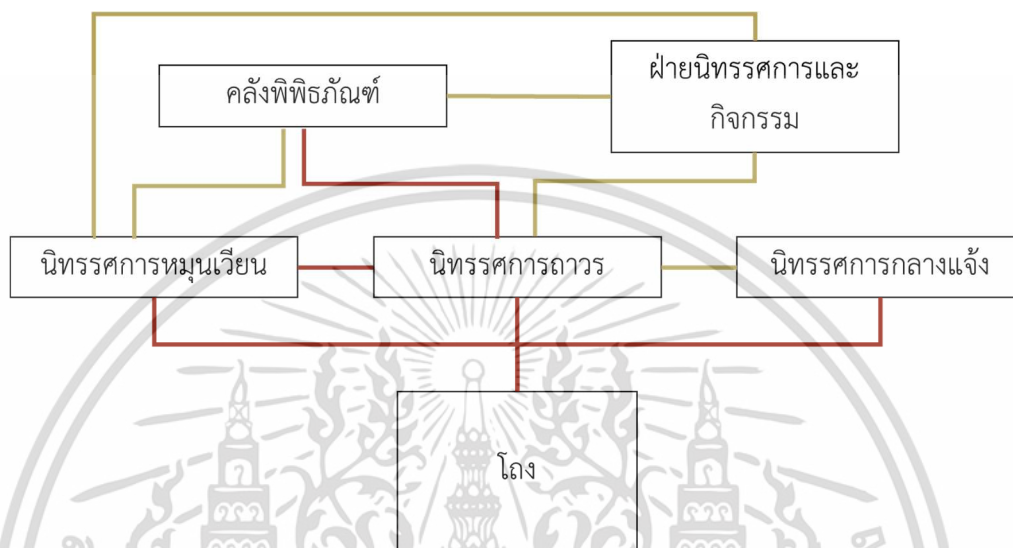 คลังพิพิธภัณฑ์
ฝ่ายนิทรรศการและ
กิจกรรม
นิทรรศการหมุนเวียน
นิทรรศการถาวร
นิทรรศการกลางแจ้ง
โถง